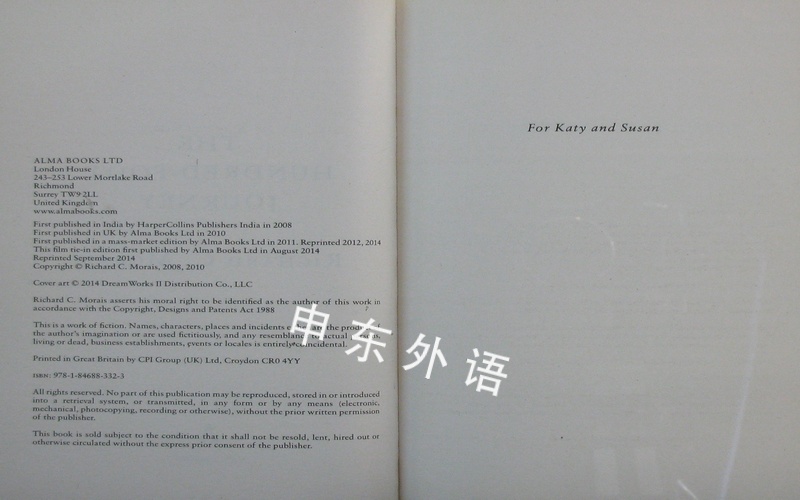 ALMA BOOKS LTD
London House
243–253 Lower Mortlake Road
Richmond
Surrey TW9 2LL
United Kingdom
www.almabooks.com
First published in India by HarperCollins Publishers India in 2008
First published in UK by Alma Books Ltd in 2010
First published in a mass-market edition by Alma Books Ltd in 2011. Reprinted 2012, 2014
This film tie-in edition first published by Alma Books Ltd in August 2014
Reprinted September 2014
Copyright © Richard C. Morais, 2008, 2010
Cover art © 2014 DreamWorks II Distribution Co., LLC
Richard C. Morais asserts his moral right to be identified as the author of this work in
accordance with the Copyright, Designs and Patents Act 1988
This is a work of fiction. Names, characters, places and incidents either are the product of
the author's imagination or are used fictitiously, and any resemblance to actual persons,
living or dead, business establishments, events or locales is entirely coincidental.
Printed in Great Britain by CPI Group (UK) Ltd, Croydon CR0 4YY
ISBN: 978-1-84688-332-3
All rights reserved. No part of this publication may be reproduced, stored in or introduced
into a retrieval system, or transmitted, in any form or by any means (electronic,
mechanical, photocopying, recording or otherwise), without the prior written permission
of the publisher.
This book is sold subject to the condition that it shall not be resold, lent, hired out or
otherwise circulated without the express prior consent of the publisher.
For Katy and Susan
申东外语